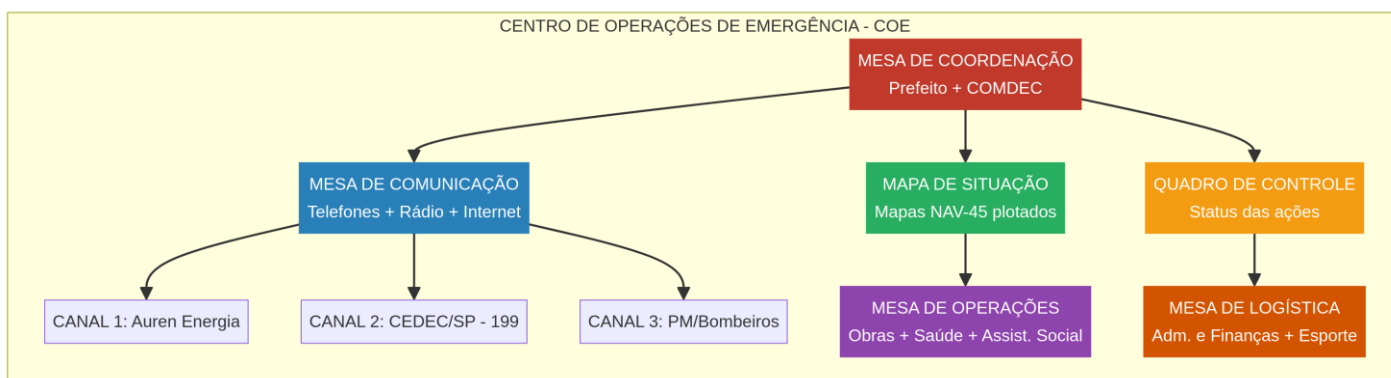 CENTRO DE OPERAÇÕES DE EMERGÊNCIA - COE
MESA DE COORDENAÇÃO
Prefeito + COMDEC
MESA DE COMUNICAÇÃO
Telefones + Rádio + Internet
MAPA DE SITUAÇÃO
Mapas NAV-45 plotados
QUADRO DE CONTROLE
Status das ações
CANAL 1: Auren Energia
CANAL 2: CEDEC/SP - 199
CANAL 3: PM/Bombeiros
MESA DE OPERAÇÕES
Obras + Saúde + Assist. Social
MESA DE LOGÍSTICA
Adm. e Finanças + Esporte